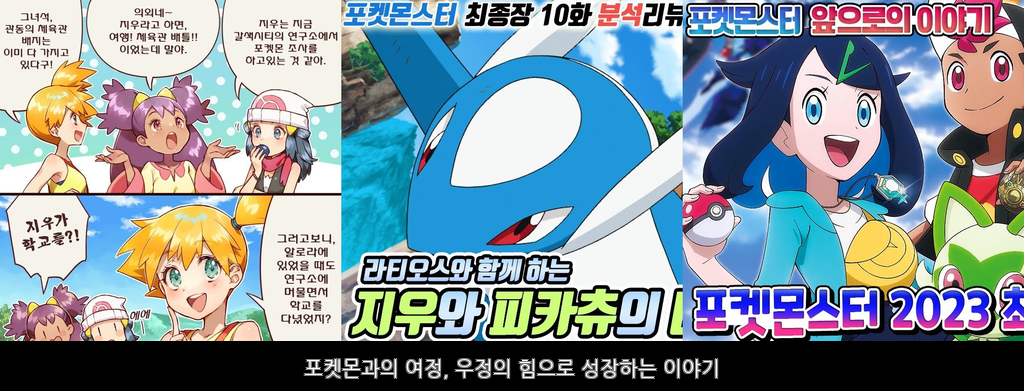 그녀석,
관동의 체육관
배지는
이미 다 가지고
있다구!
의외네~
지우라고 하면,
여행! 체육관 배틀!!
이었는데 말야.
지우는 지금
갈색시티의 연구소에서
포켓몬 조사를
하고있는 것 같아.
지우가
학교를?!
에에
그러고보니,
알로라에
있었을 때도
연구소에
머물면서
학교를
다녔었지?
포켓몬스터 최종장 10화 분석리뷰
라티오스와 함께 하는
지우와 피카츄의
포켓몬스터 앞으로의 이야기
포켓몬스터 2023 초
포켓몬과의 여정, 우정의 힘으로 성장하는 이야기